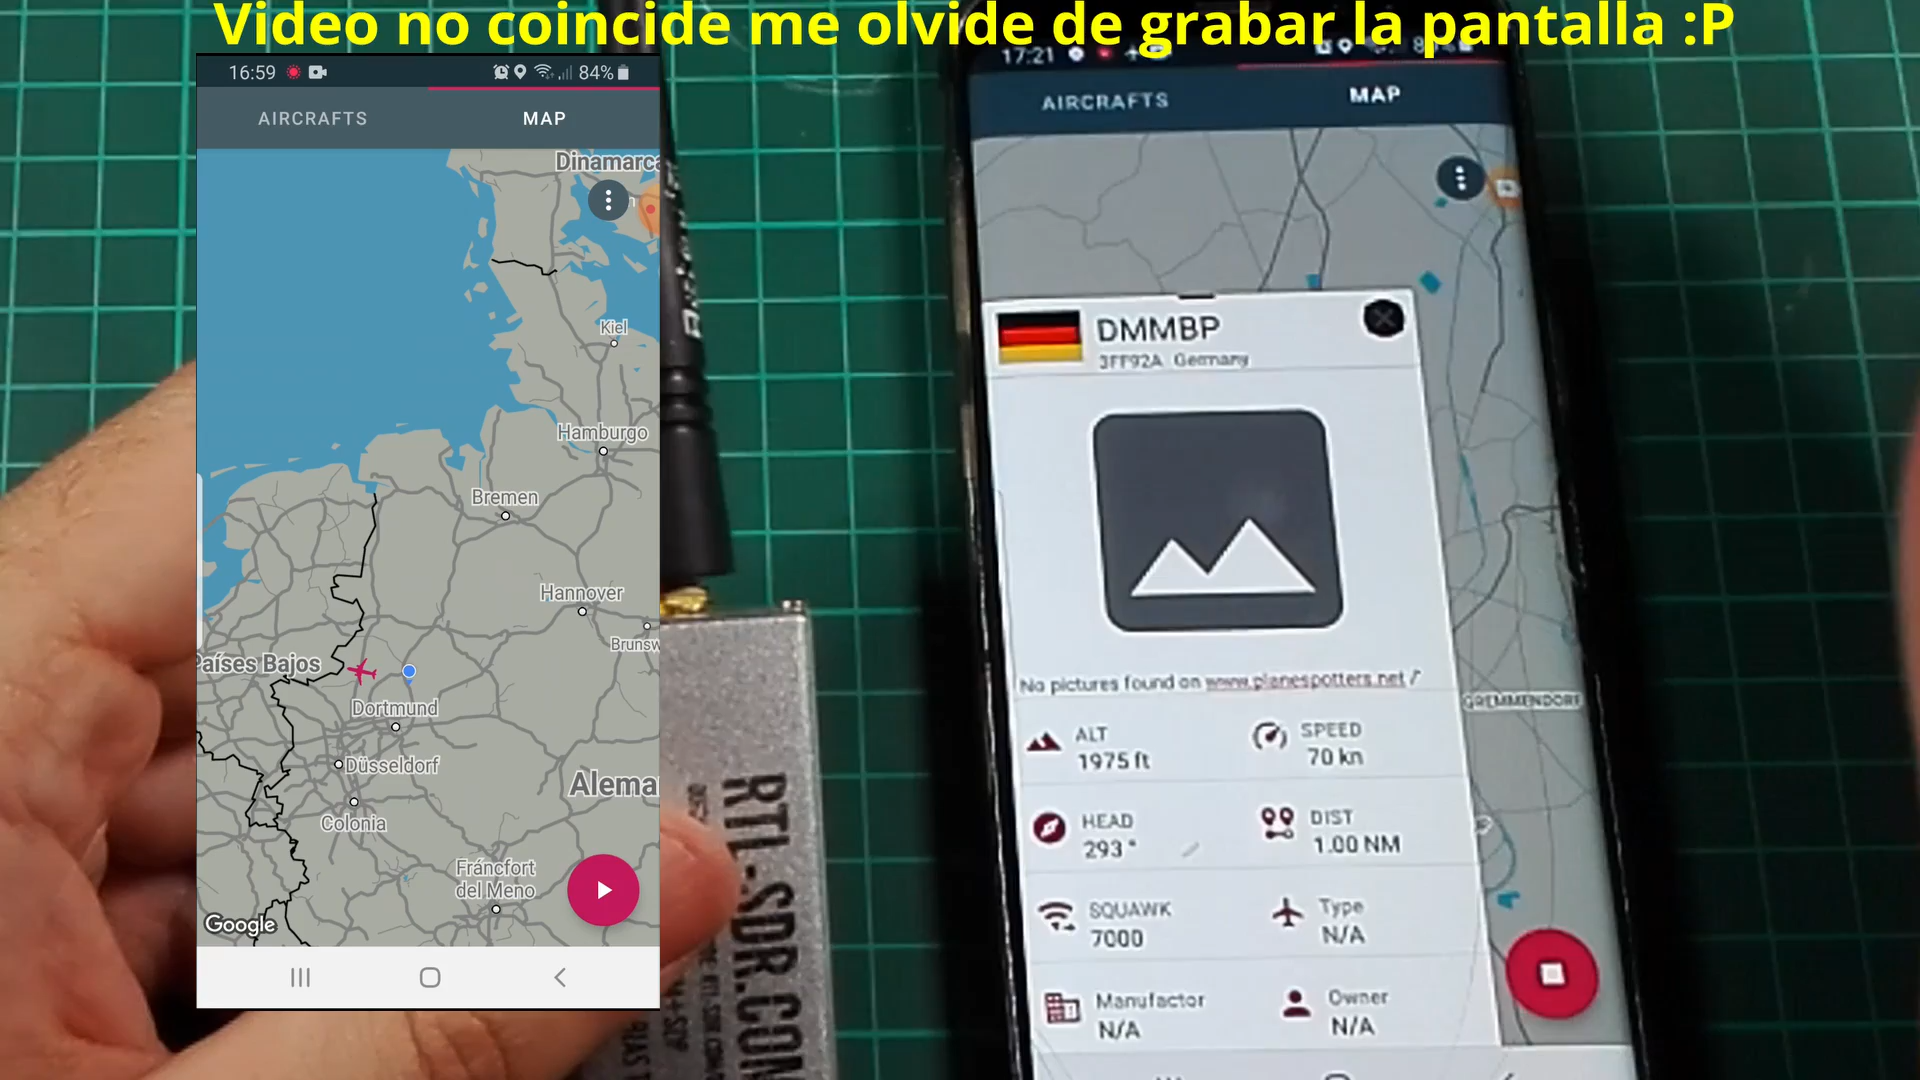 Video no coincide me olvide de grabar la pantalla :P
16:59
84%
AIRCRAFTS
MAP
Dinamarca
Kiel
Hamburgo
Bremen
Hannover
Brunsw
Países Bajos
Dortmund
Düsseldorf
Alema
Colonia
Fráncfort
del Meno
Google
RTL-SDR.COM
17:21
AIRCRAFTS
MAP
DMMBP
3FF92A Germany
No pictures found on www.planespotters.net /
GREMMENDORF
ALT
1975 ft
SPEED
70 kn
HEAD
293 °
DIST
1.00 NM
SQUAWK
7000
Type
N/A
Manufactor
N/A
Owner
N/A